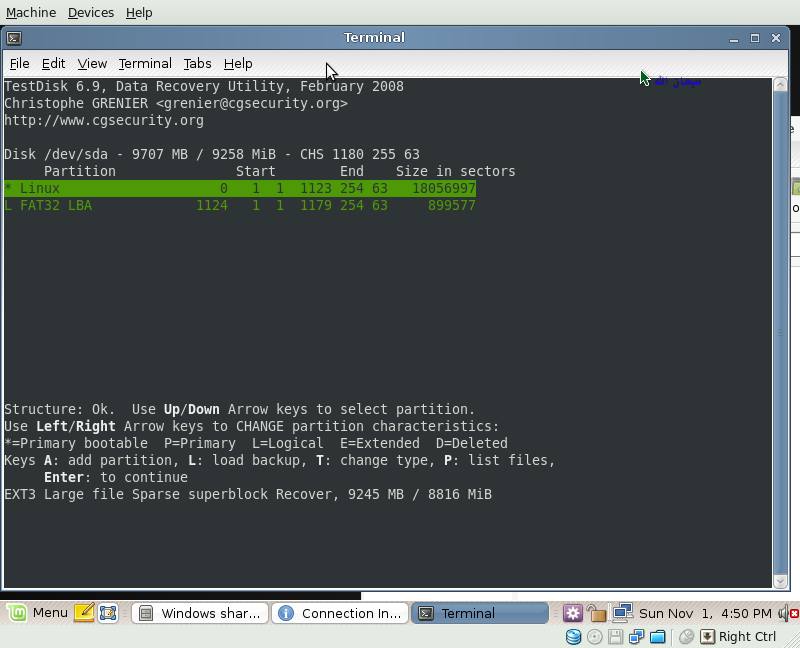 Machine Devices Help
Terminal
File Edit View Terminal Tabs Help
TestDisk 6.9, Data Recovery Utility, February 2008
Christophe GRENIER <grenier@cgsecurity.org>
http://www.cgsecurity.org
Disk /dev/sda - 9707 MB / 9258 MiB - CHS 1180 255 63
Partition Start End Size in sectors
* Linux 0 1 1 1123 254 63 18056997
L FAT32 LBA 1124 1 1 1179 254 63 899577
Structure: Ok. Use Up/Down Arrow keys to select partition.
Use Left/Right Arrow keys to CHANGE partition characteristics:
*=Primary bootable P=Primary L=Logical E=Extended D=Deleted
Keys A: add partition, L: load backup, T: change type, P: list files,
Enter: to continue
EXT3 Large file Sparse superblock Recover, 9245 MB / 8816 MiB
Menu Windows shar... Connection In... Terminal Sun Nov 1, 4:50 PM
Right Ctrl